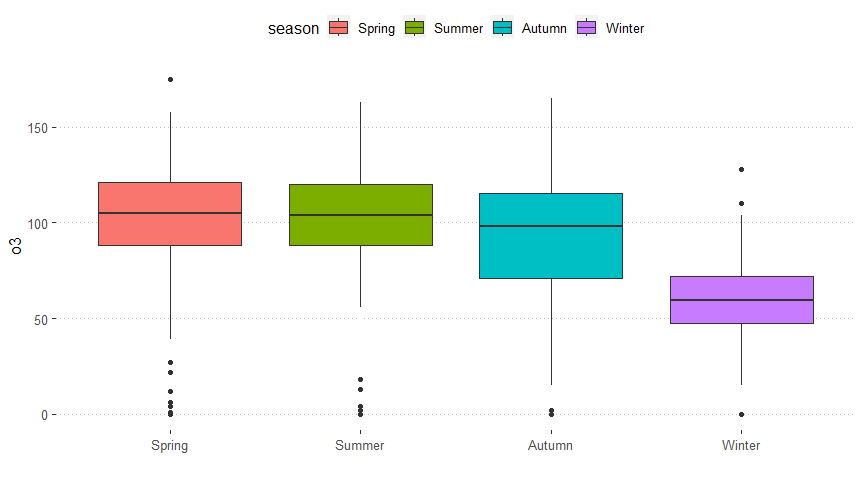 season Spring Summer Autumn Winter
150
100
50
0
o3
Spring Summer Autumn Winter